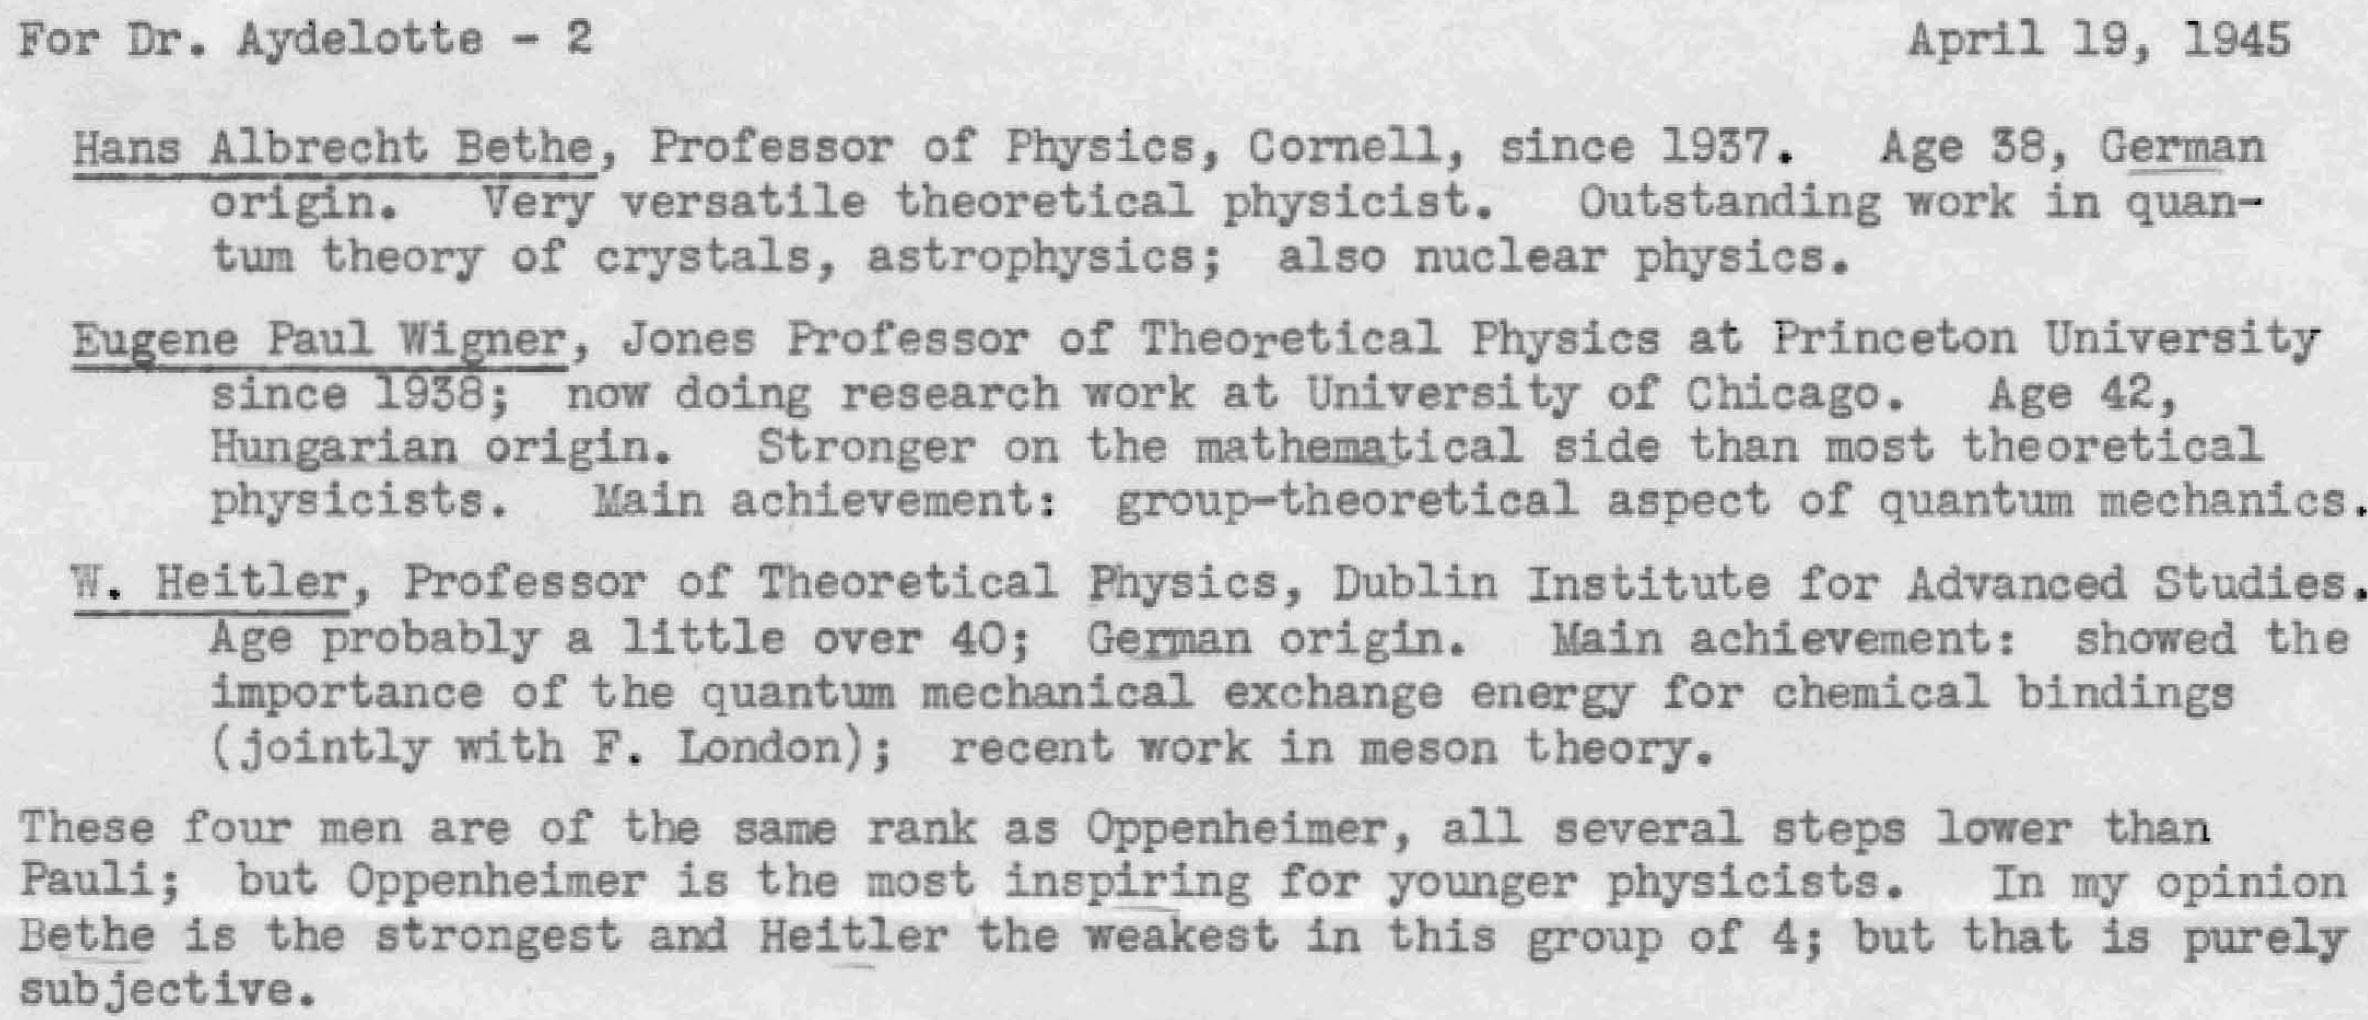 For Dr. Aydelotte - 2 April 19, 1945
Hans Albrecht Bethe, Professor of Physics, Cornell, since 1937. Age 38, German
origin. Very versatile theoretical physicist. Outstanding work in quan-
tum theory of crystals, astrophysics; also nuclear physics.
Eugene Paul Wigner, Jones Professor of Theoretical Physics at Princeton University
since 1938; now doing research work at University of Chicago. Age 42,
Hungarian origin. Stronger on the mathematical side than most theoretical
physicists. Main achievement: group-theoretical aspect of quantum mechanics.
W. Heitler, Professor of Theoretical Physics, Dublin Institute for Advanced Studies.
Age probably a little over 40; German origin. Main achievement: showed the
importance of the quantum mechanical exchange energy for chemical bindings
(jointly with F. London); recent work in meson theory.
These four men are of the same rank as Oppenheimer, all several steps lower than
Pauli; but Oppenheimer is the most inspiring for younger physicists. In my opinion
Bethe is the strongest and Heitler the weakest in this group of 4; but that is purely
subjective.